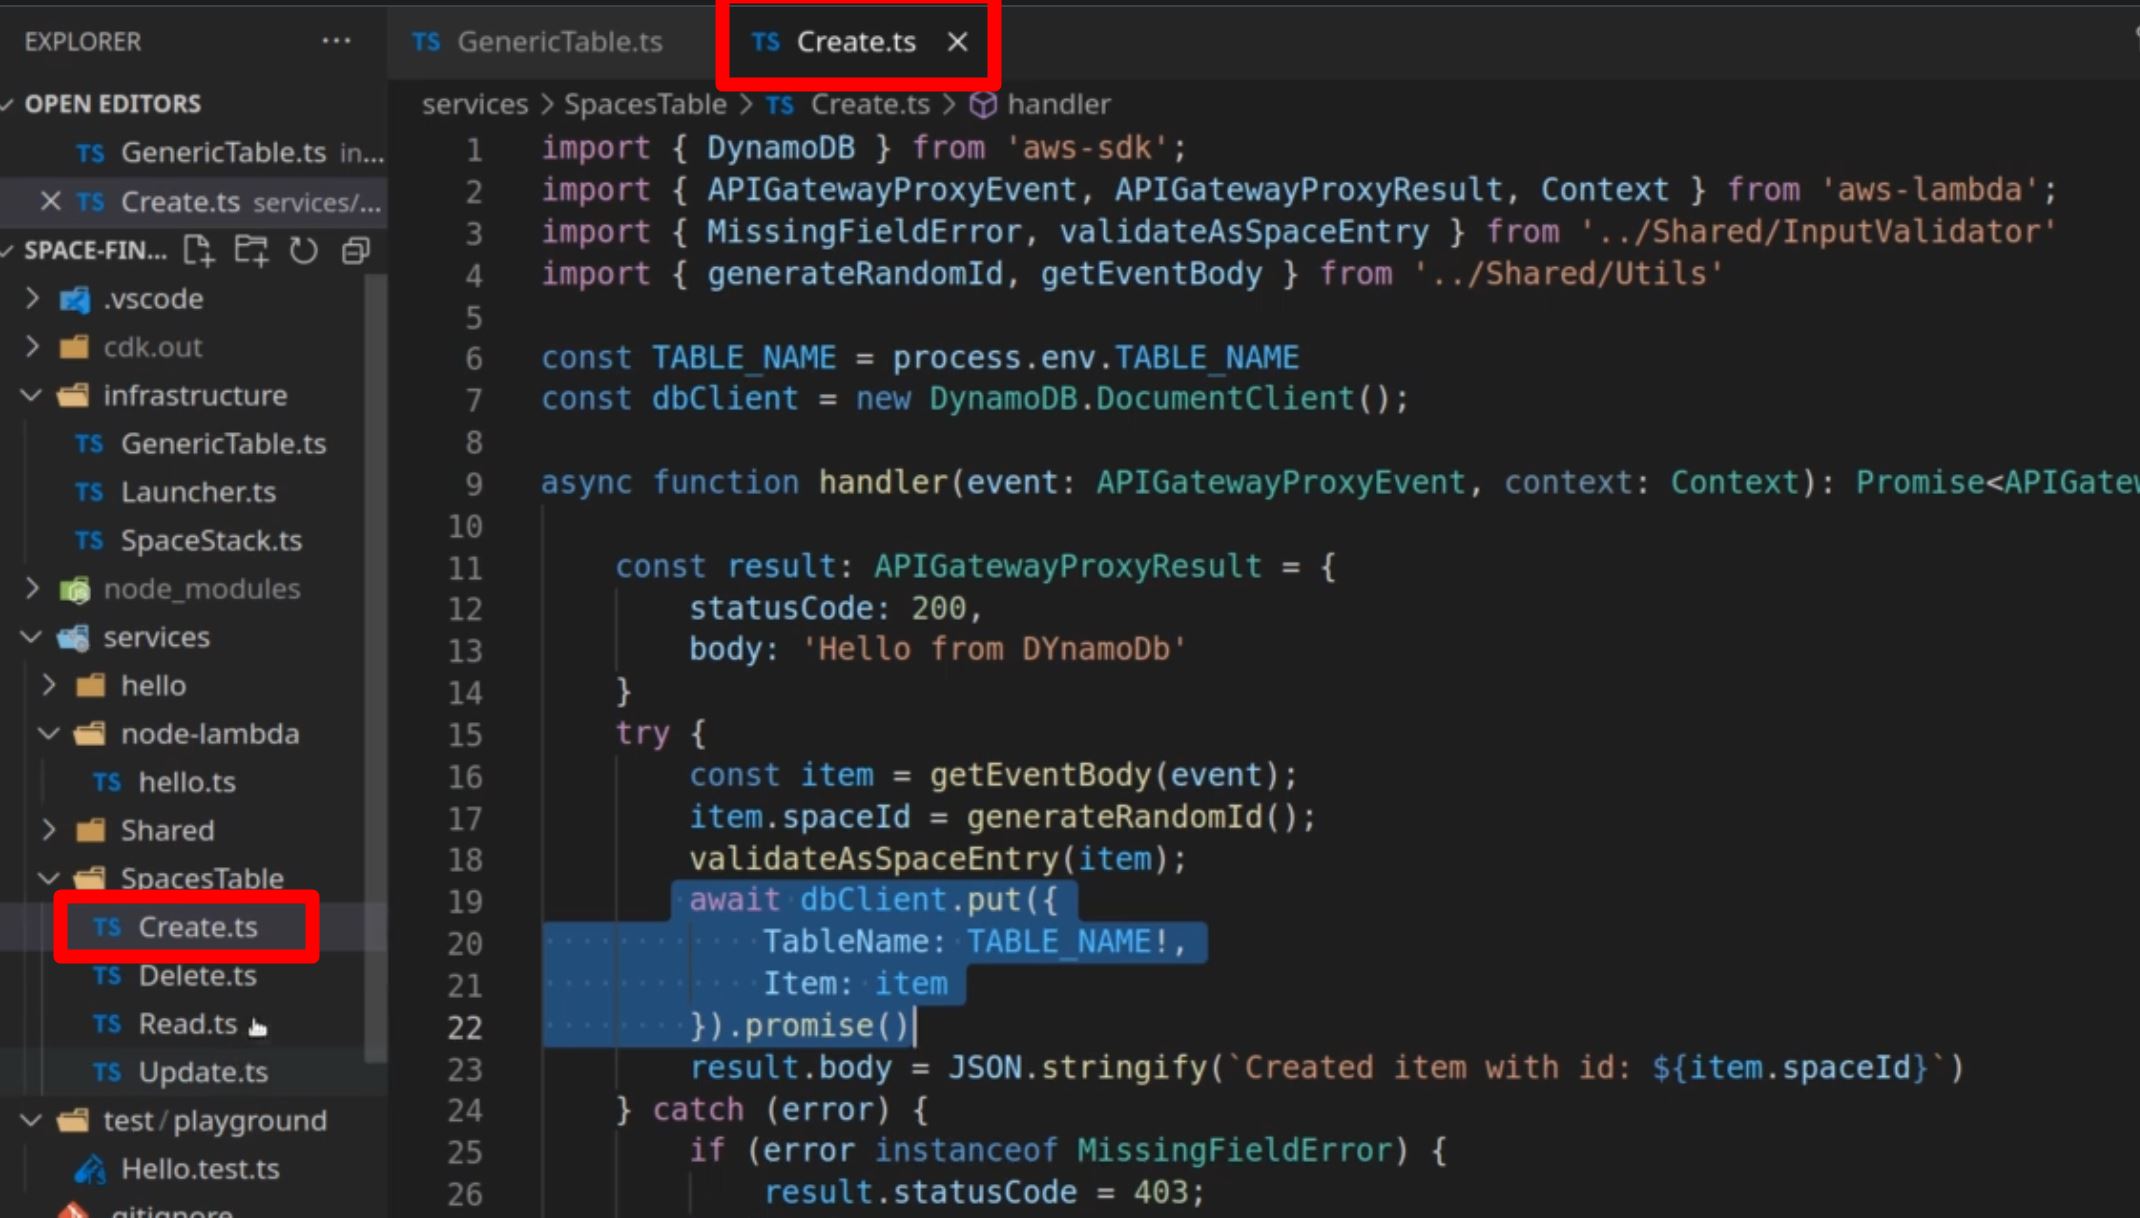 EXPLORER ...
OPEN EDITORS
TS GenericTable.ts in...
TS Create.ts services/...
SPACE-FIN...
.vscode
cdk.out
infrastructure
TS GenericTable.ts
TS Launcher.ts
TS SpaceStack.ts
node_modules
services
hello
node-lambda
TS hello.ts
Shared
SpacesTable
TS Create.ts
TS Delete.ts
TS Read.ts
TS Update.ts
test/playground
Hello.test.ts
.gitignore
TS GenericTable.ts TS Create.ts
services > SpacesTable > TS Create.ts > handler
1 import { DynamoDB } from 'aws-sdk';
2 import { APIGatewayProxyEvent, APIGatewayProxyResult, Context } from 'aws-lambda';
3 import { MissingFieldError, validateAsSpaceEntry } from '../Shared/InputValidator'
4 import { generateRandomId, getEventBody } from '../Shared/Utils'
5
6 const TABLE_NAME = process.env.TABLE_NAME
7 const dbClient = new DynamoDB.DocumentClient();
8
9 async function handler(event: APIGatewayProxyEvent, context: Context): Promise<APIGatew
10
11 const result: APIGatewayProxyResult = {
12 statusCode: 200,
13 body: 'Hello from DYnamoDb'
14 }
15 try {
16 const item = getEventBody(event);
17 item.spaceId = generateRandomId();
18 validateAsSpaceEntry(item);
19 await dbClient.put({
20 TableName: TABLE_NAME!,
21 Item: item
22 }).promise()
23 result.body = JSON.stringify(`Created item with id: ${item.spaceId}`)
24 } catch (error) {
25 if (error instanceof MissingFieldError) {
26 result.statusCode = 403;